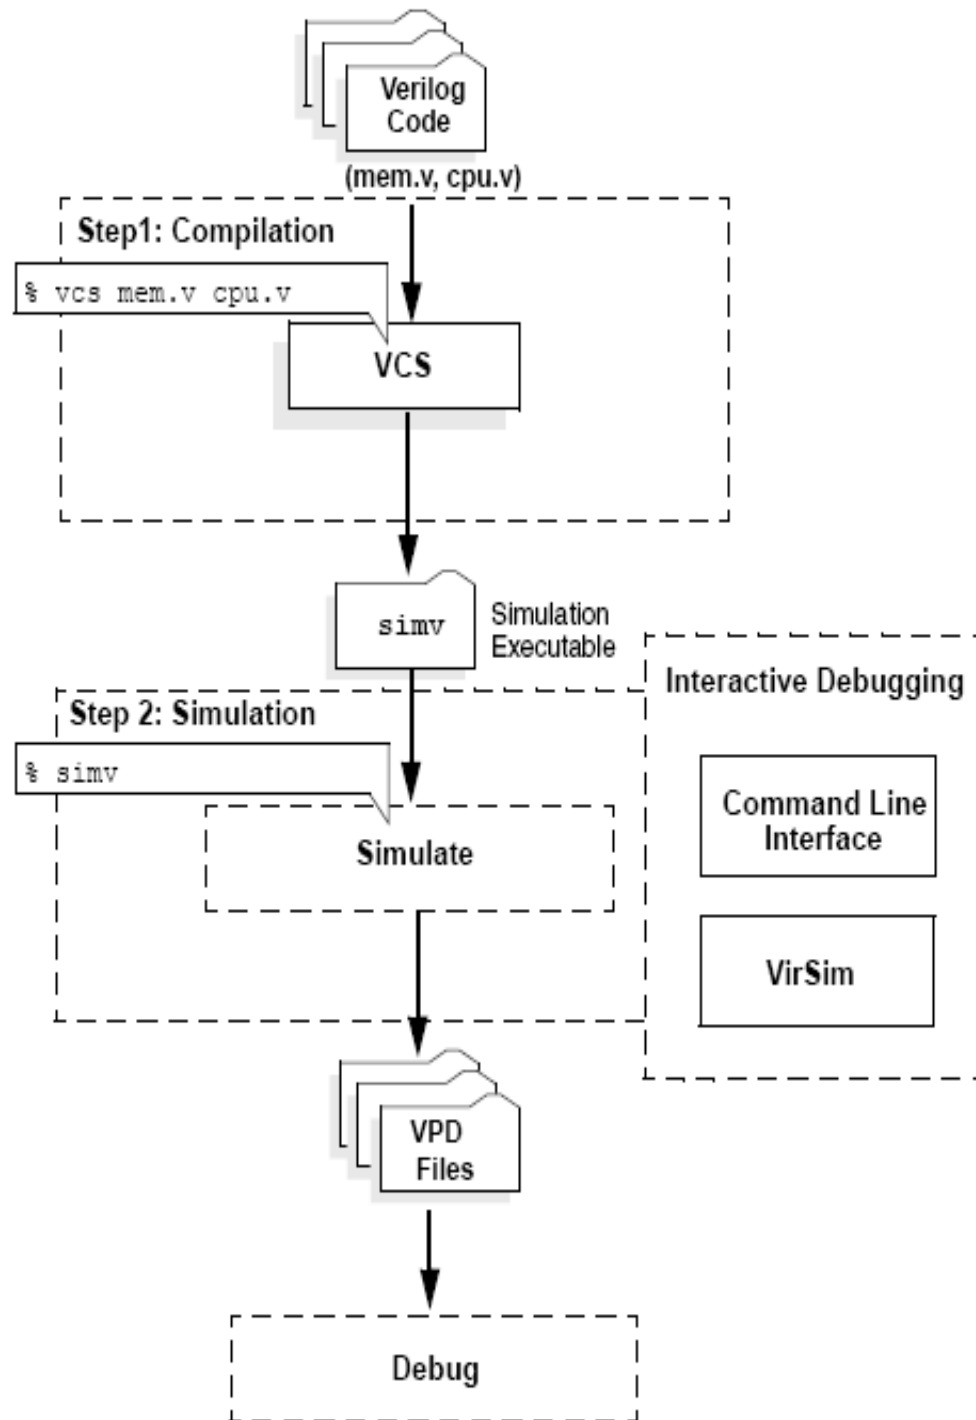 Verilog
Code
(mem.v, cpu.v)
Step1: Compilation
% vcs mem.v cpu.v
VCS
simv
Simulation
Executable
Interactive Debugging
Step 2: Simulation
% simv
Command Line
Interface
Simulate
VirSim
VPD
Files
Debug